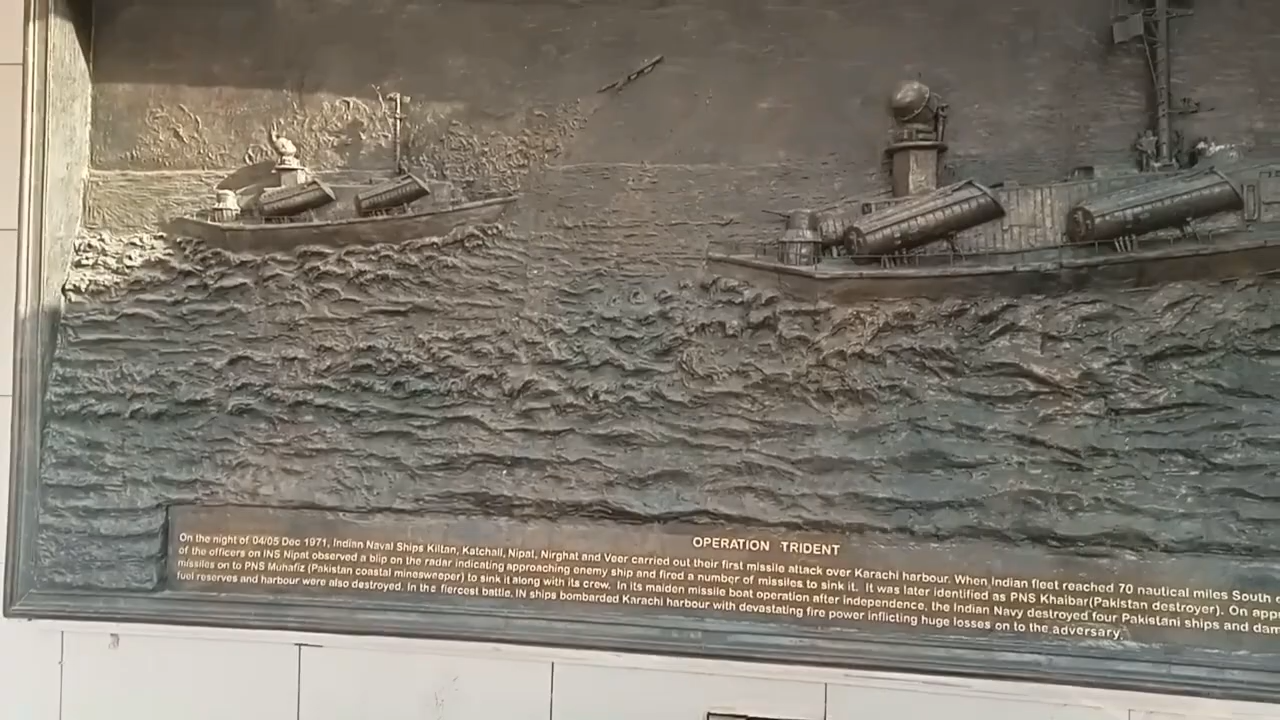 OPERATION TRIDENT
On the night of 04/05 Dec 1971, Indian Naval Ships Kiltan, Katchall, Nipat, Nirghat and Veer carried out their first missile attack over Karachi harbour. When Indian fleet reached 70 nautical miles South
of the officers on INS Nipat observed a blip on the radar indicating approaching enemy ship and fired a number of missiles to sink it. It was later identified as PNS Khaibar(Pakistan destroyer). On
missiles on to PNS Muhafiz (Pakistan coastal minesweeper) to sink it along with its crew. In its maiden missile boat operation after independence, the Indian Navy destroyed four Pakistani ships and
fuel reserves and harbour were also destroyed. In the fiercest battle, IN ships bombarded Karachi harbour with devastating fire power inflicting huge losses on to the adversary.